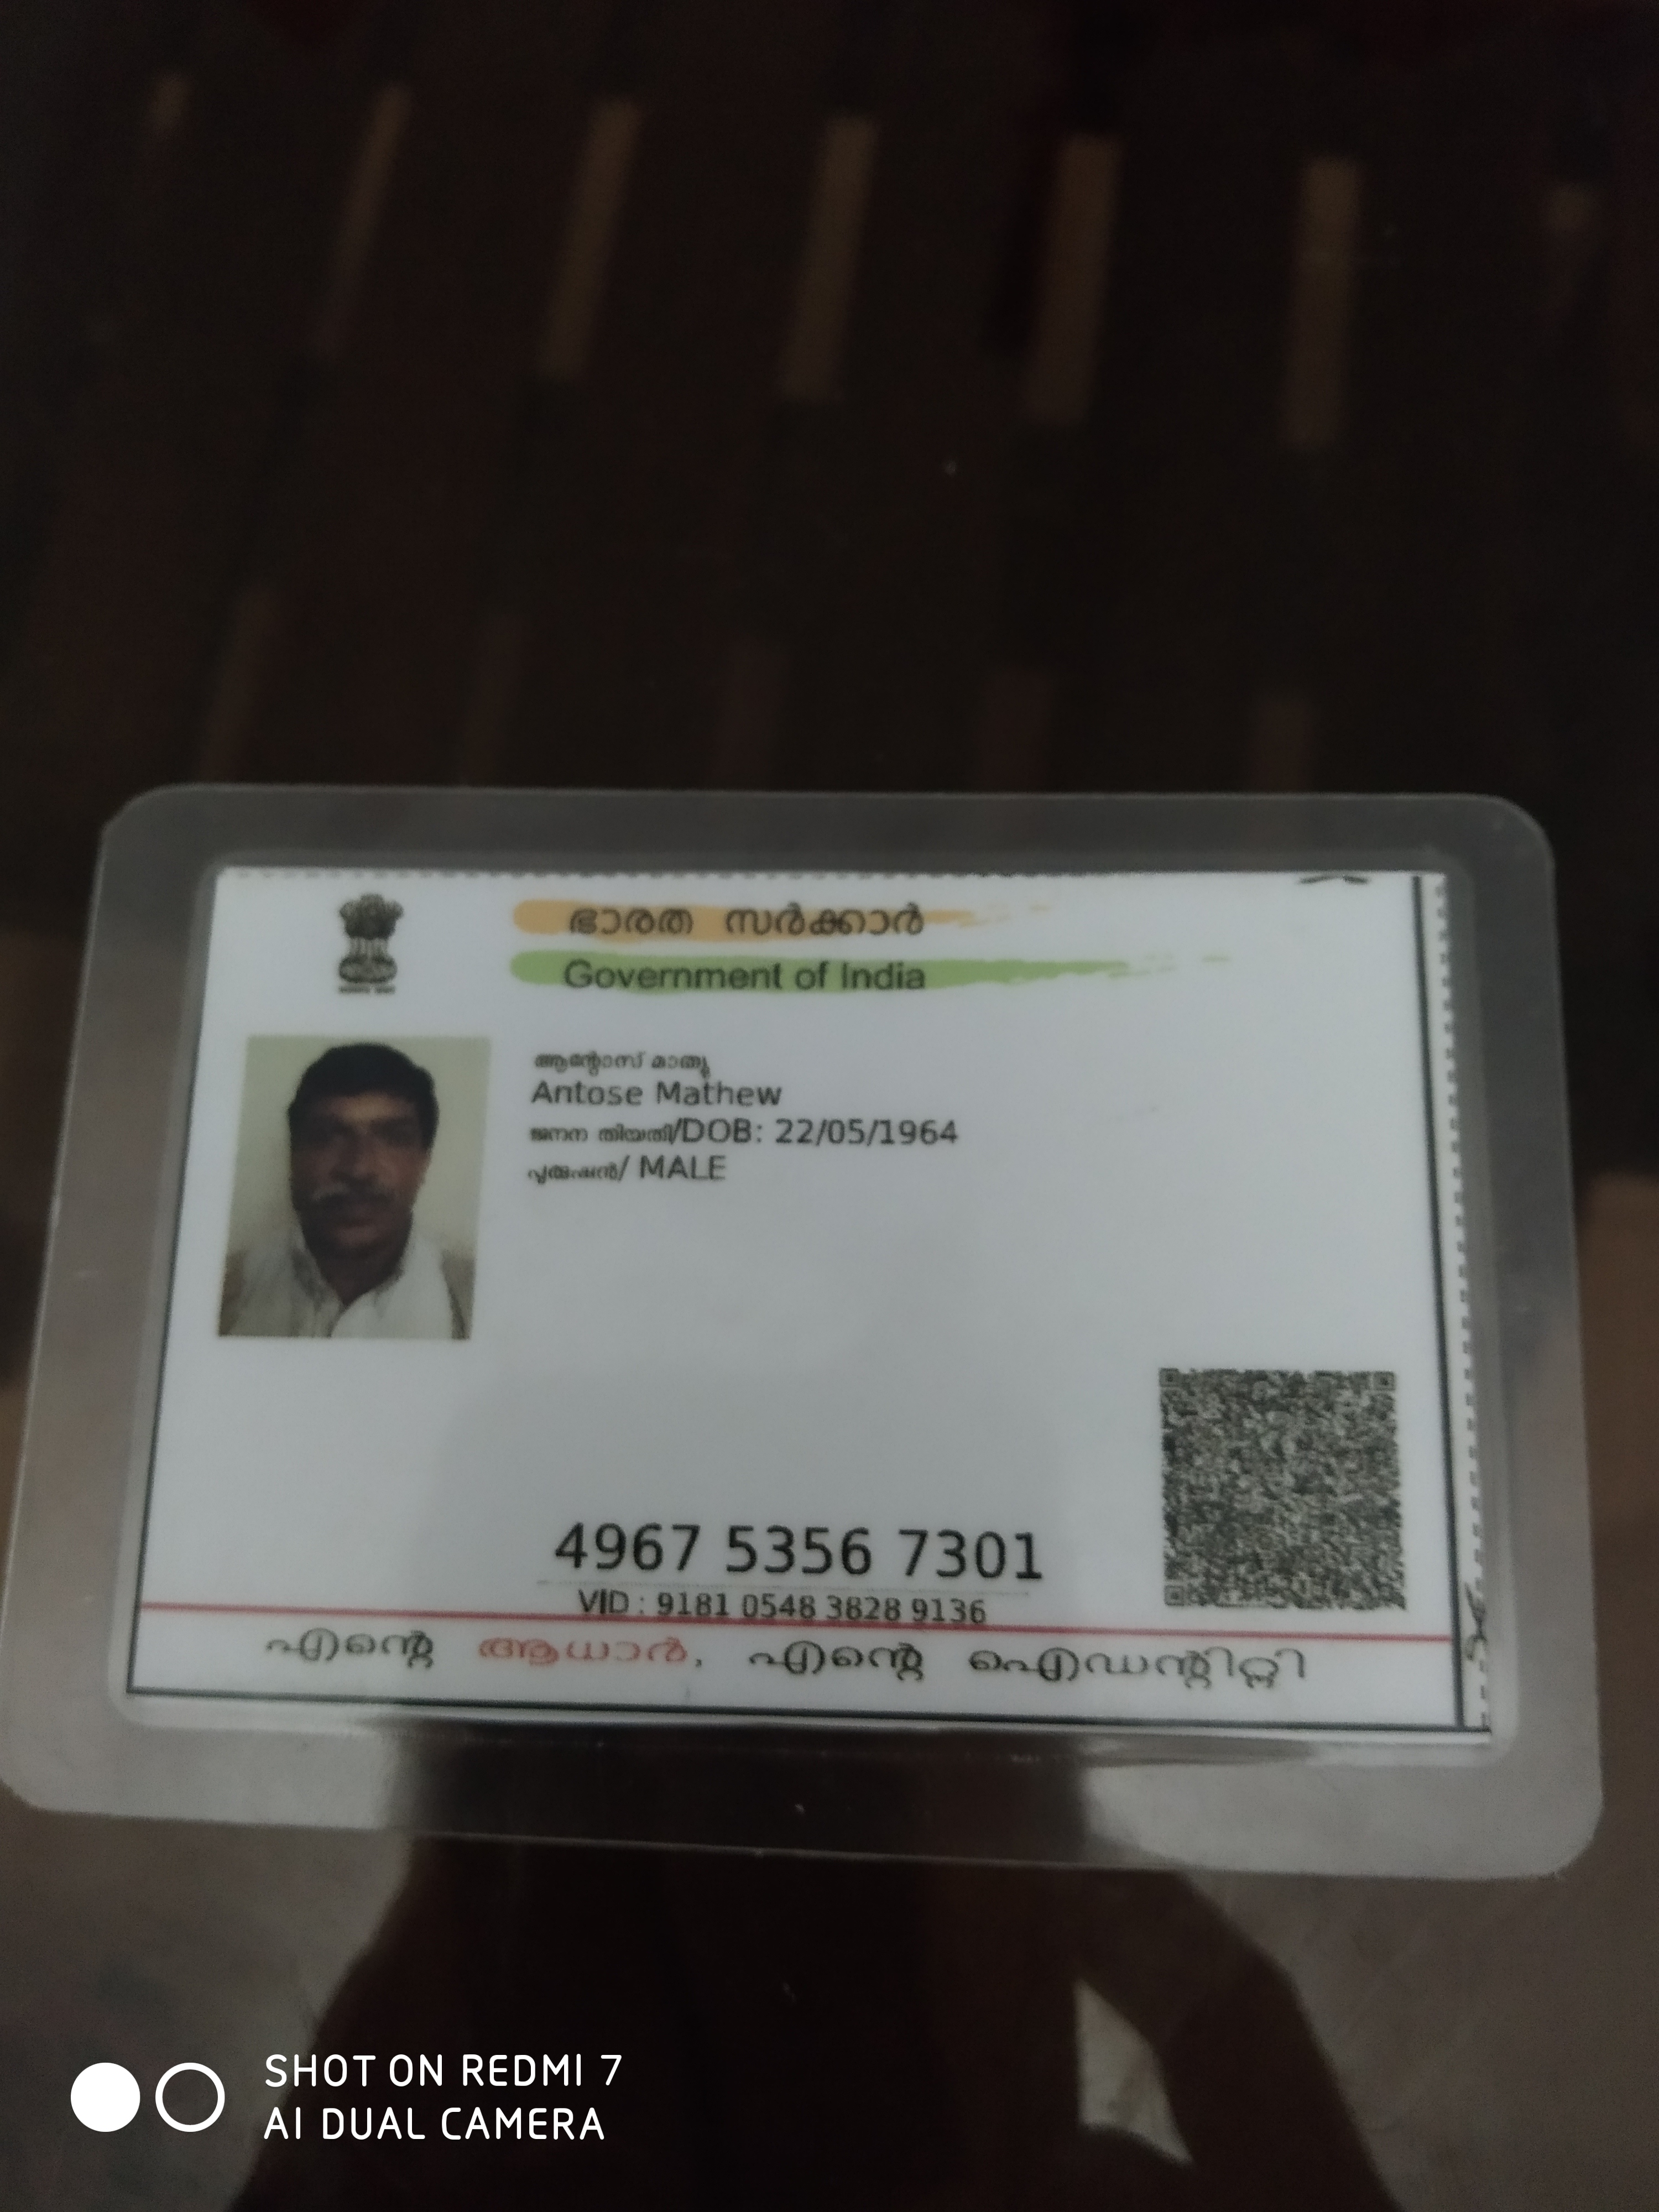 ഭാരത സർക്കാർ
Government of India
ആന്റോസ് മാത്യു
Antose Mathew
ജനന തിയതി/DOB: 22/05/1964
പുരുഷൻ/ MALE
4967 5356 7301
VID : 9181 0548 3828 9136
എന്റെ ആധാർ, എന്റെ ഐഡന്റിറ്റി
SHOT ON REDMI 7
AI DUAL CAMERA